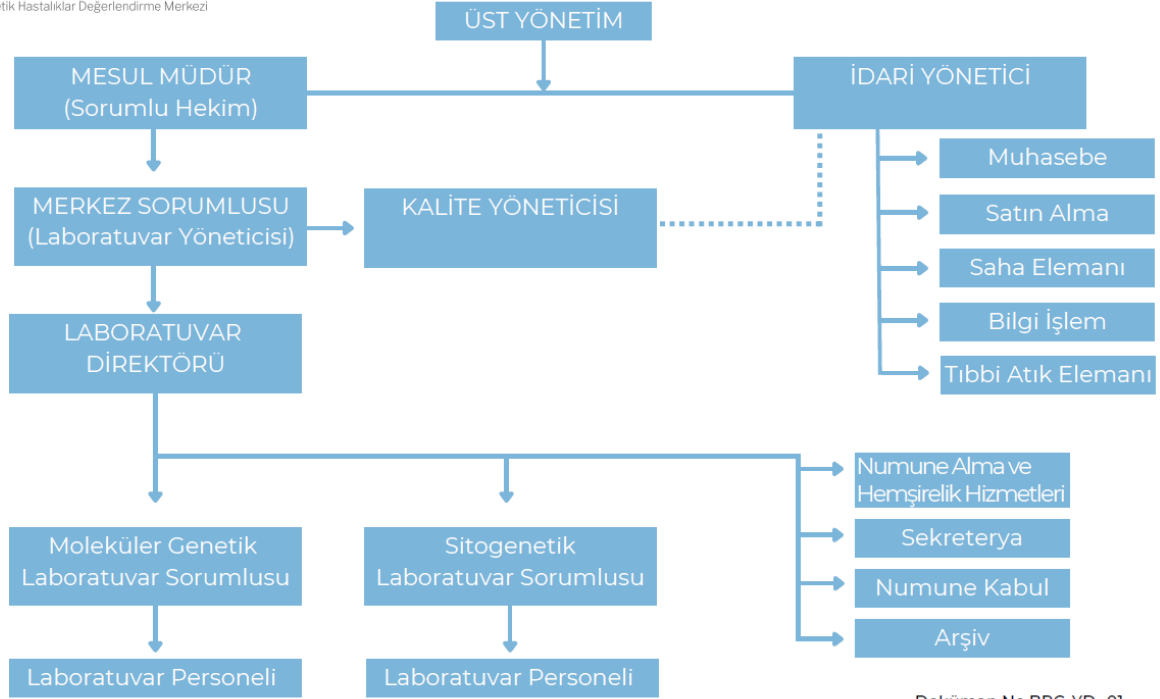 Hastalıklar Değerlendirme Merkezi
ÜST YÖNETİM
MESUL MÜDÜR
(Sorumlu Hekim)
İDARİ YÖNETİCİ
Muhasebe
MERKEZ SORUMLUSU
(Laboratuvar Yöneticisi)
KALİTE YÖNETİCİSİ
Satın Alma
Saha Elemanı
Bilgi İşlem
Tıbbi Atık Elemanı
LABORATUVAR
DİREKTÖRÜ
Numune Alma ve
Hemşirelik Hizmetleri
Sekreterya
Numune Kabul
Arşiv
Moleküler Genetik
Laboratuvar Sorumlusu
Sitogenetik
Laboratuvar Sorumlusu
Laboratuvar Personeli
Laboratuvar Personeli